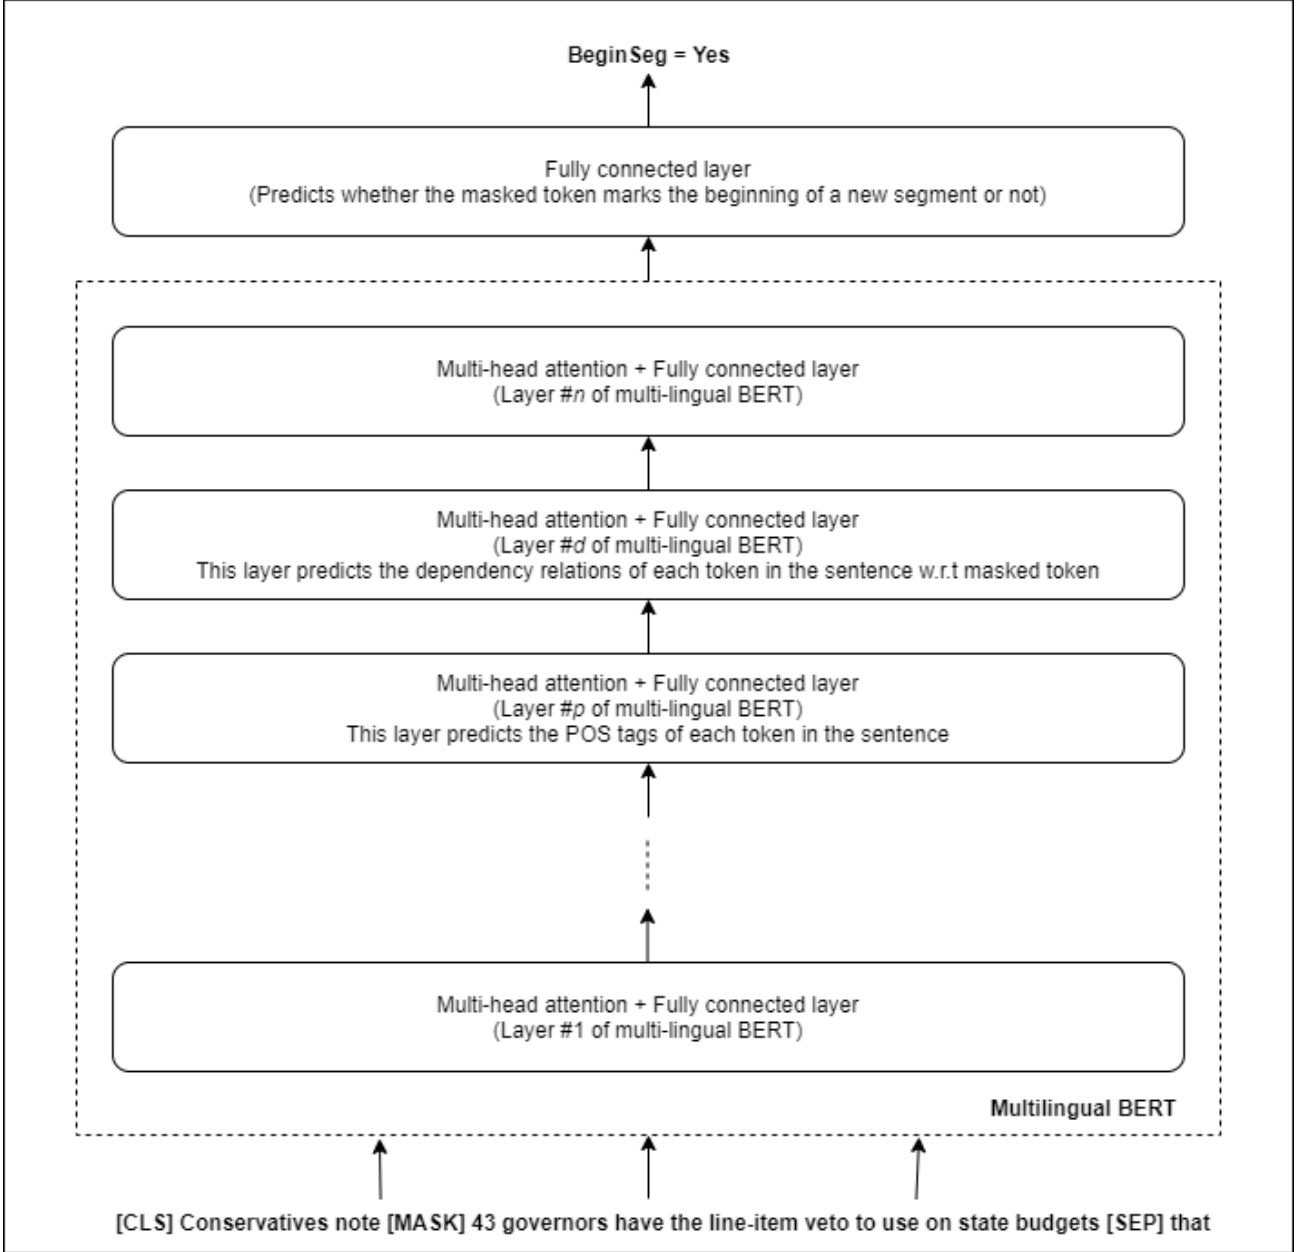 BeginSeg = Yes
Fully connected layer
(Predicts whether the masked token marks the beginning of a new segment or not)
Multi-head attention + Fully connected layer
(Layer #n of multi-lingual BERT)
Multi-head attention + Fully connected layer
(Layer #d of multi-lingual BERT)
This layer predicts the dependency relations of each token in the sentence w.r.t masked token
Multi-head attention + Fully connected layer
(Layer #p of multi-lingual BERT)
This layer predicts the POS tags of each token in the sentence
Multi-head attention + Fully connected layer
(Layer #1 of multi-lingual BERT)
Multilingual BERT
[CLS] Conservatives note [MASK] 43 governors have the line-item veto to use on state budgets [SEP] that